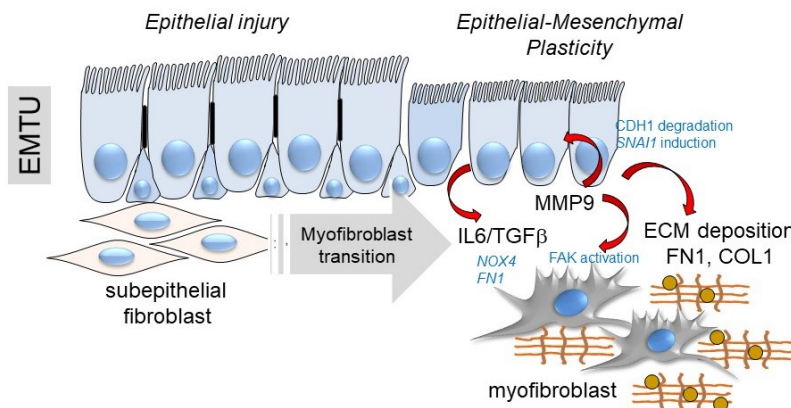 Epithelial injury
Epithelial-Mesenchymal
Plasticity
EMTU
CDH1 degradation
SNAI1 induction
MMP9
IL6/TGFβ
NOX4
FN1
FAK activation
ECM deposition
FN1, COL1
Myofibroblast
transition
subepithelial
fibroblast
myofibroblast